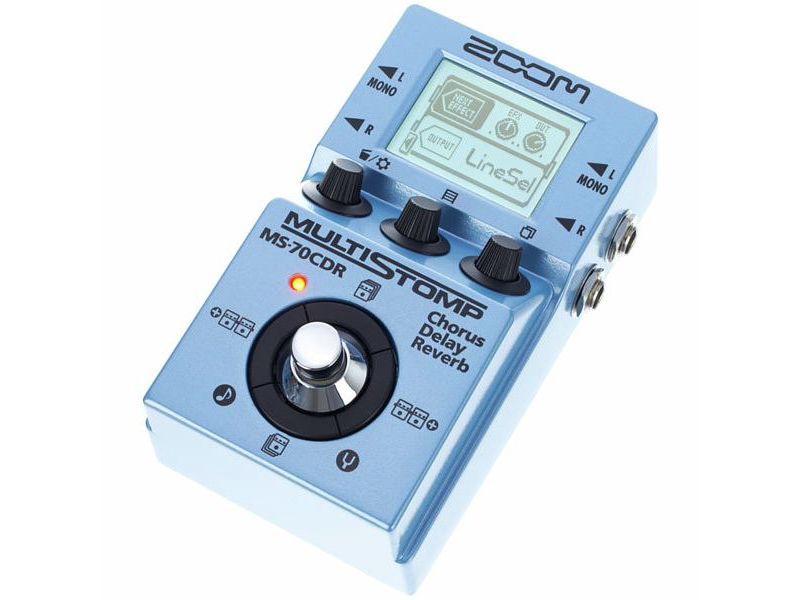 ZOOM
L
MONO
R
NEXT
EFFECT
EFX
OUT
OUTPUT
LineSel
L
MONO
R
MULTISTOMP
MS-70CDR
Chorus
Delay
Reverb